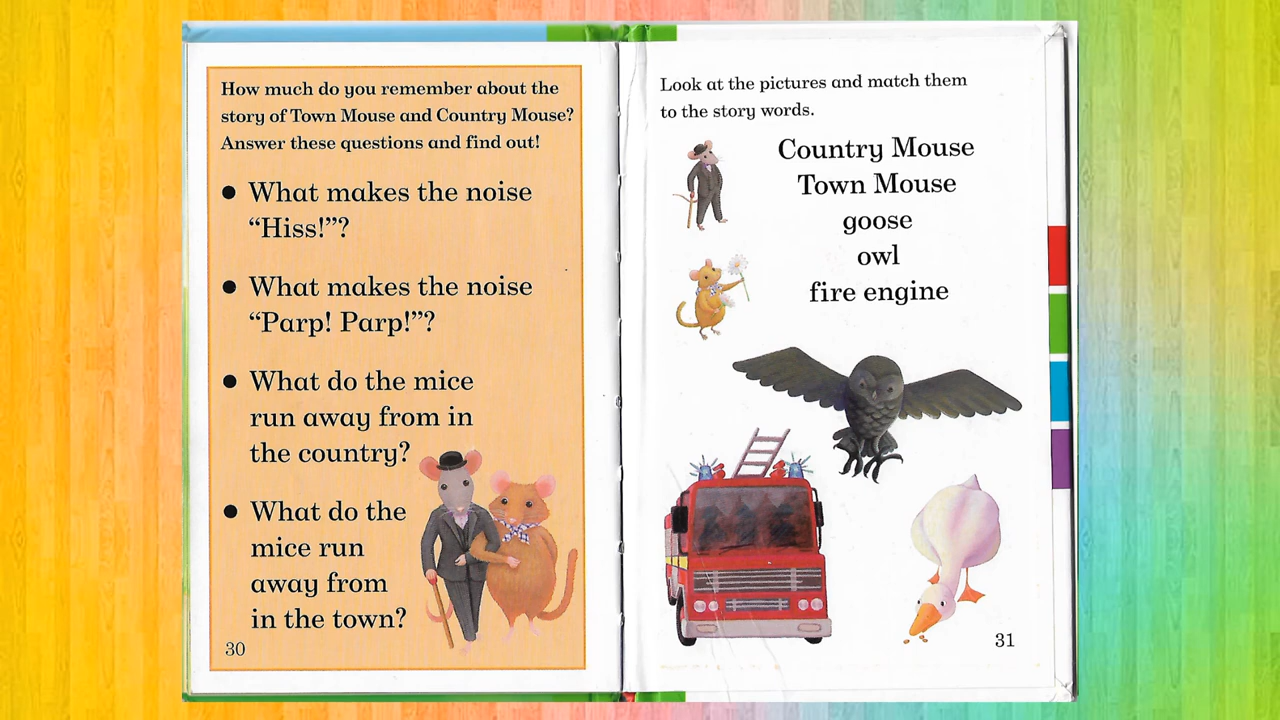 How much do you remember about the
story of Town Mouse and Country Mouse?
Answer these questions and find out!
● What makes the noise
“Hiss!”?
● What makes the noise
“Parp! Parp!”?
● What do the mice
run away from in
the country?
● What do the
mice run
away from
in the town?
30
Look at the pictures and match them
to the story words.
Country Mouse
Town Mouse
goose
owl
fire engine
31